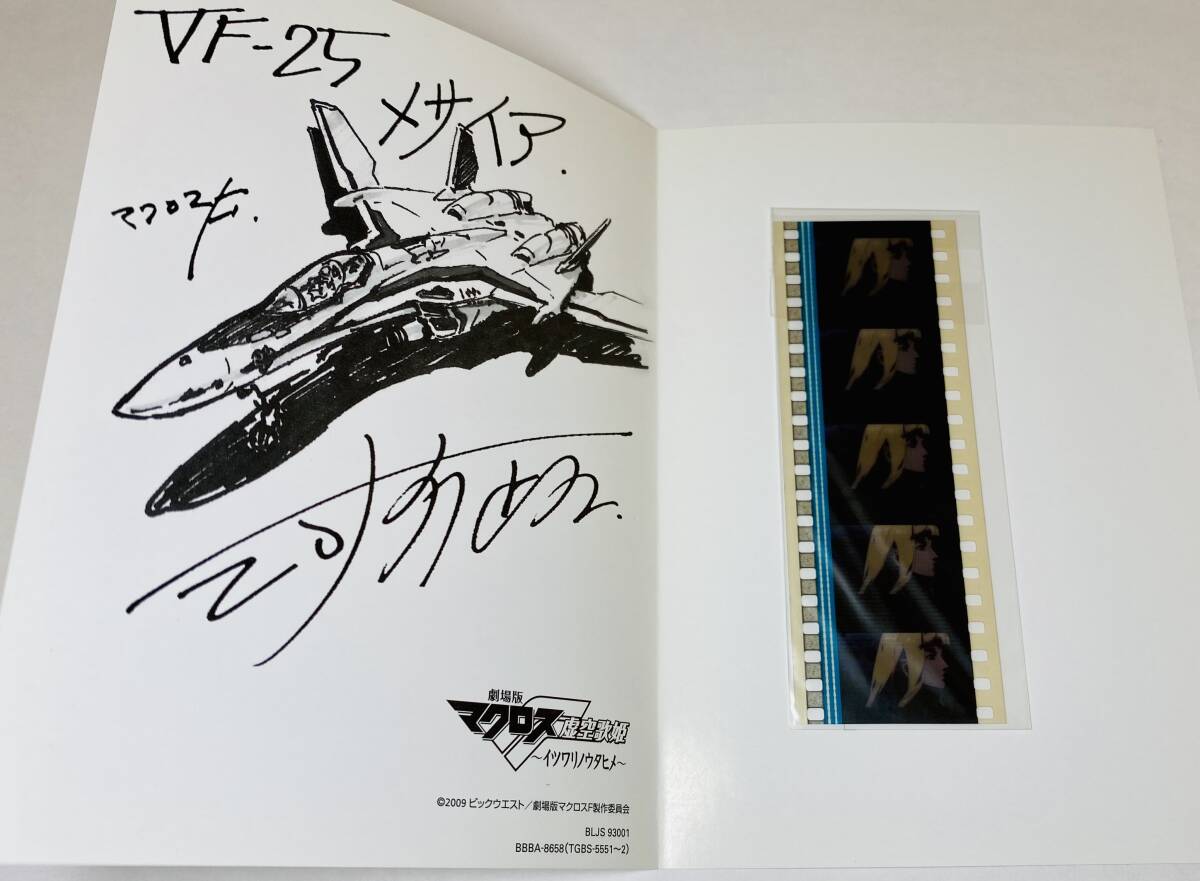 VF-25
メサイア.
マクロスF.
劇場版
マクロスF 虚空歌姫
～イツワリノウタヒメ～
©2009 ビックウエスト／劇場版マクロスF製作委員会
BLJS 93001
BBBA-8658(TGBS-5551～2)